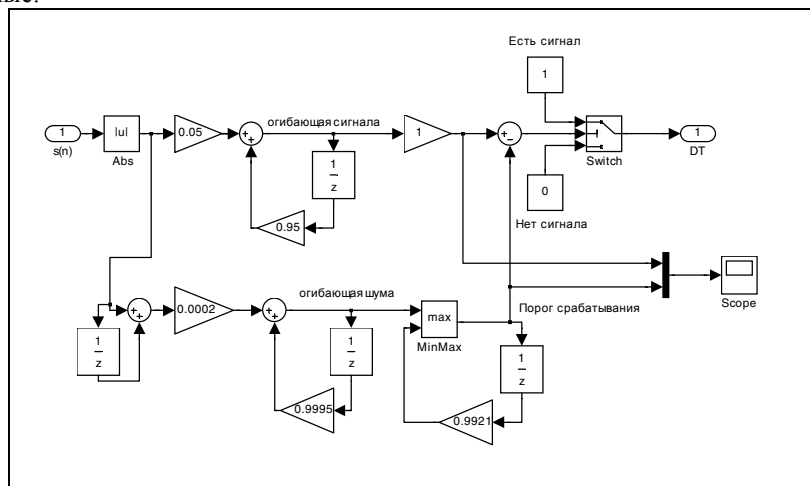 Есть сигнал
1
огибающая сигнала
1
s(n)
|u|
Abs
0.05
+
+
1
+
−
Switch
1
DT
1
z
0.95
0
Нет сигнала
огибающая шума
0.0002
+
+
+
+
max
MinMax
Порог срабатывания
Scope
1
z
1
z
1
z
0.9995
0.9921